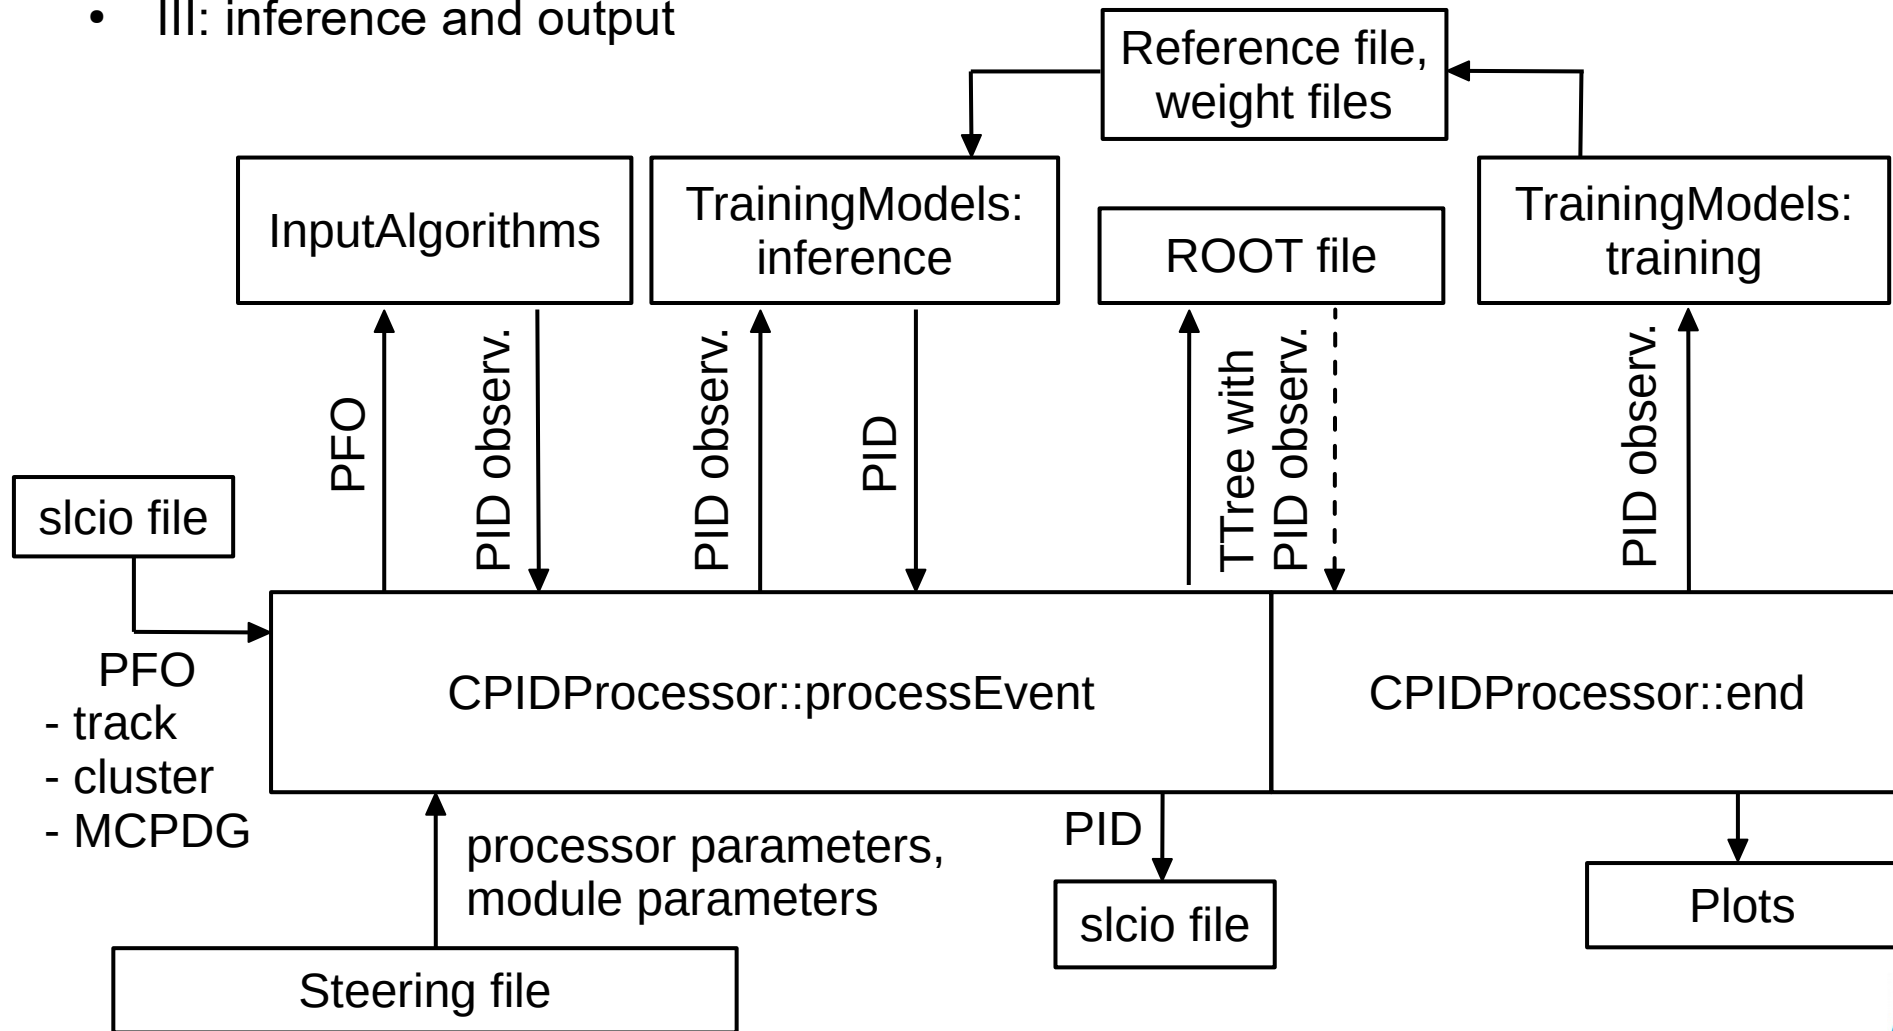 • III: inference and output
Reference file,
weight files
InputAlgorithms
TrainingModels:
inference
ROOT file
TrainingModels:
training
PFO
PID observ.
PID observ.
PID
TTree with
PID observ.
PID observ.
slcio file
PFO
- track
- cluster
- MCPDG
CPIDProcessor::processEvent
CPIDProcessor::end
processor parameters,
module parameters
PID
slcio file
Plots
Steering file